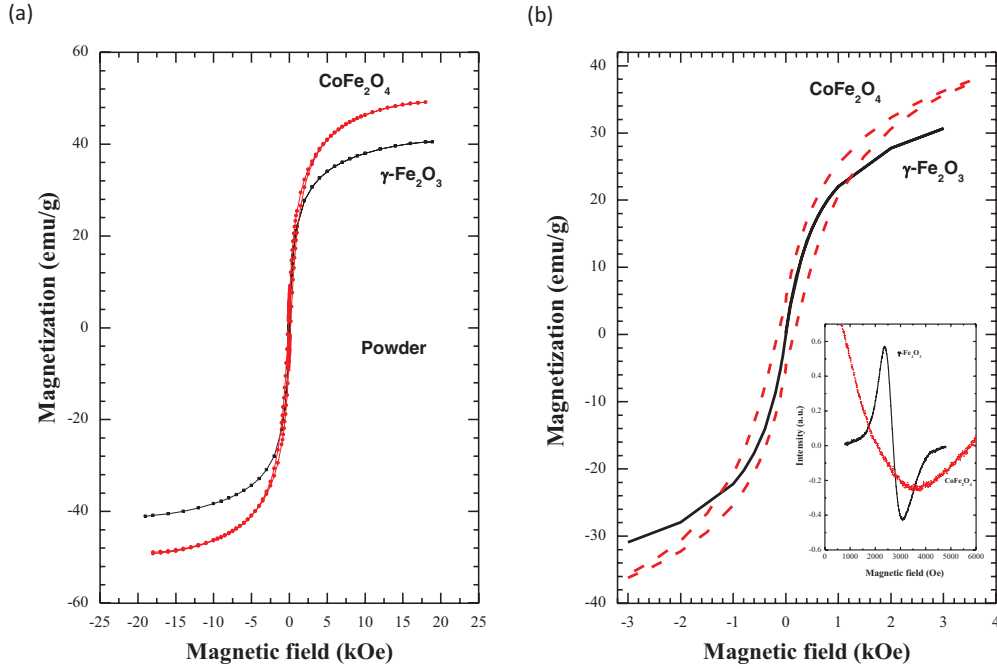 (a)
60
40
20
0
-20
-40
-60
Magnetization (emu/g)
CoFe₂O₄
γ-Fe₂O₃
Powder
-25 -20 -15 -10 -5 0 5 10 15 20 25
Magnetic field (kOe)
(b)
40
30
20
10
0
-10
-20
-30
-40
Magnetization (emu/g)
CoFe₂O₄
γ-Fe₂O₃
0.6
0.4
0.2
0.0
-0.2
-0.4
-0.6
Intensity (a.u.)
γ-Fe₂O₃
CoFe₂O₄
0 1000 2000 3000 4000 5000 6000
Magnetic field (Oe)
-3 -2 -1 0 1 2 3 4
Magnetic field (kOe)